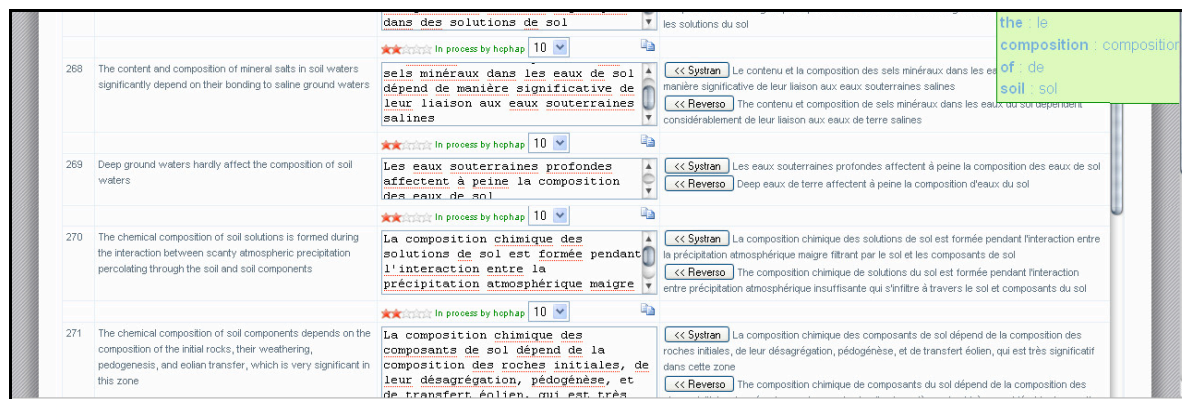 dans des solutions de sol
les solutions du sol
the : le
composition : composition
of : de
soil : sol
In process by hophap 10
268 The content and composition of mineral salts in soil waters
significantly depend on their bonding to saline ground waters
sels minéraux dans les eaux de sol
dépend de manière significative de
leur liaison aux eaux souterraines
salines
<< Systran Le contenu et la composition des sels minéraux dans les ea
manière significative de leur liaison aux eaux souterraines salines
<< Reverso The contenu et composition de sels minéraux dans les eaux du sol dépendent
considérablement de leur liaison aux eaux de terre salines
In process by hophap 10
269 Deep ground waters hardly affect the composition of soil
waters
Les eaux souterraines profondes
affectent à peine la composition
des eaux de sol
<< Systran Les eaux souterraines profondes affectent à peine la composition des eaux de sol
<< Reverso Deep eaux de terre affectent à peine la composition d'eaux du sol
In process by hophap 10
270 The chemical composition of soil solutions is formed during
the interaction between scanty atmospheric precipitation
percolating through the soil and soil components
La composition chimique des
solutions de sol est formée pendant
l'interaction entre la
précipitation atmosphérique maigre
<< Systran La composition chimique des solutions de sol est formée pendant l'interaction entre
la précipitation atmosphérique maigre filtrant par le sol et les composants de sol
<< Reverso The composition chimique de solutions du sol est formée pendant l'interaction
entre précipitation atmosphérique insuffisante qui s'infiltre à travers le sol et composants du sol
In process by hophap 10
271 The chemical composition of soil components depends on the
composition of the initial rocks, their weathering,
pedogenesis, and eolian transfer, which is very significant in
this zone
La composition chimique des
composants de sol dépend de la
composition des roches initiales, de
leur désagrégation, pédogénèse, et
de transfert éolien, qui est très
<< Systran La composition chimique des composants de sol dépend de la composition des
roches initiales, de leur désagrégation, pédogénèse, et de transfert éolien, qui est très significatif
dans cette zone
<< Reverso The composition chimique de composants du sol dépend de la composition des